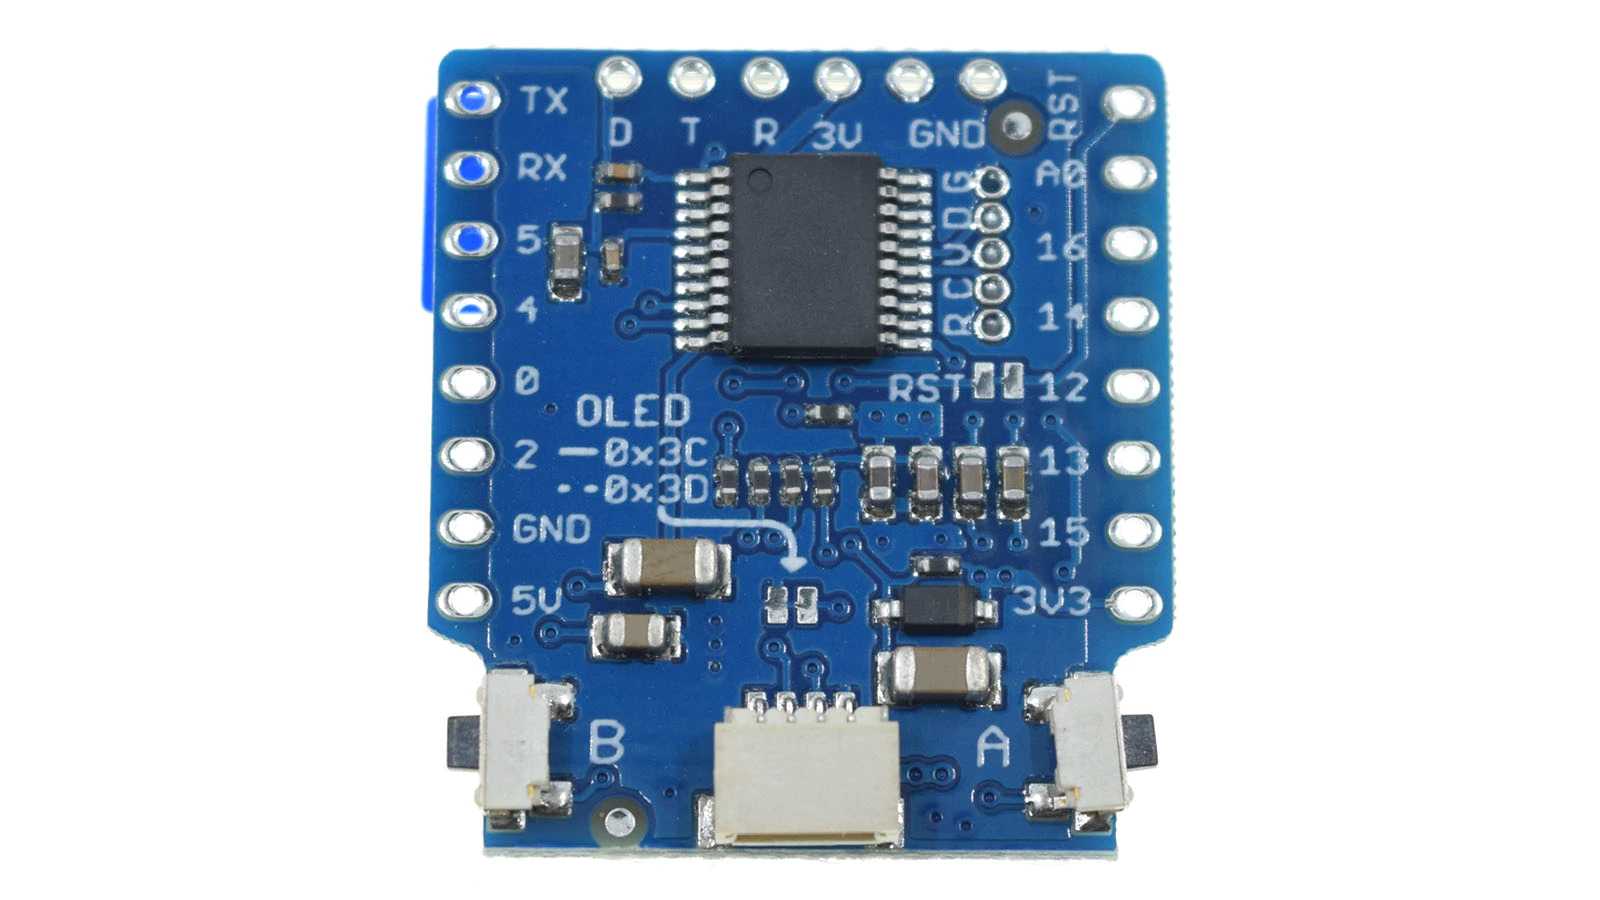 TX
RX
5
4
0
2
GND
5V
D T R 3V GND
RST
A0
16
14
12
13
15
3V3
G
D
V
C
R
RST
OLED
—0x3C
--0x3D
B
A